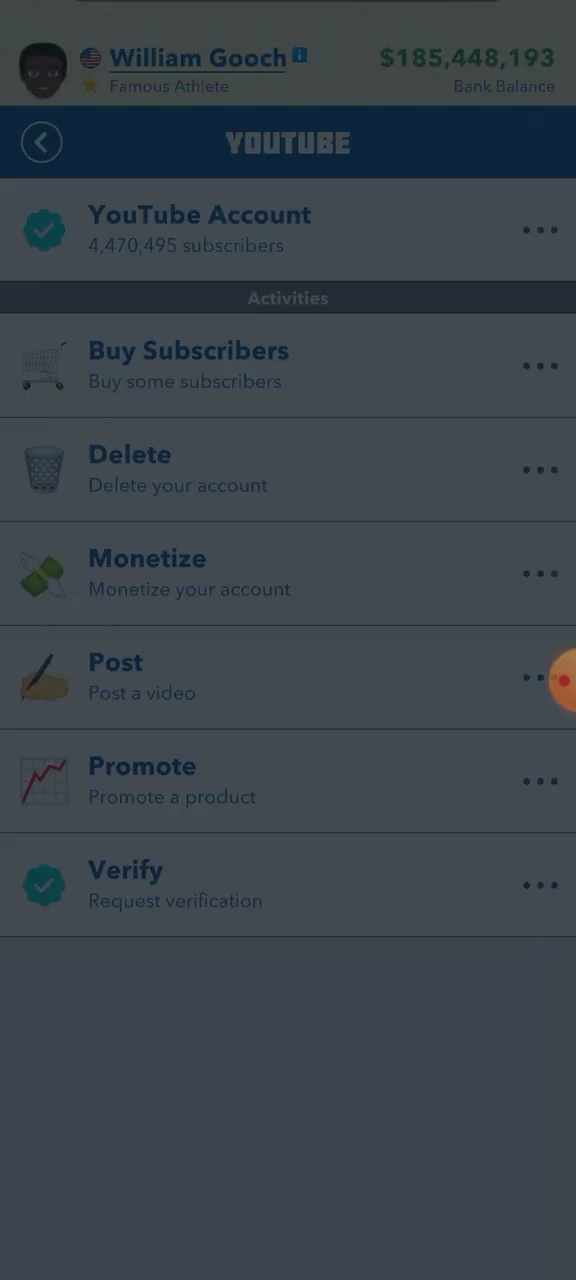 William Gooch
$185,448,193
Famous Athlete
Bank Balance
YOUTUBE
YouTube Account
4,470,495 subscribers
Activities
Buy Subscribers
Buy some subscribers
Delete
Delete your account
Monetize
Monetize your account
Post
Post a video
Promote
Promote a product
Verify
Request verification